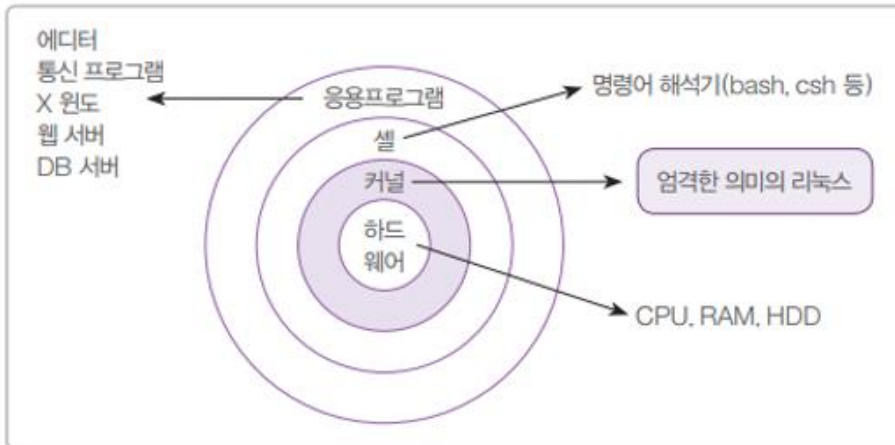 에디터
통신 프로그램
X 윈도
웹 서버
DB 서버
응용프로그램
셸
커널
하드
웨어
명령어 해석기(bash, csh 등)
엄격한 의미의 리눅스
CPU, RAM, HDD